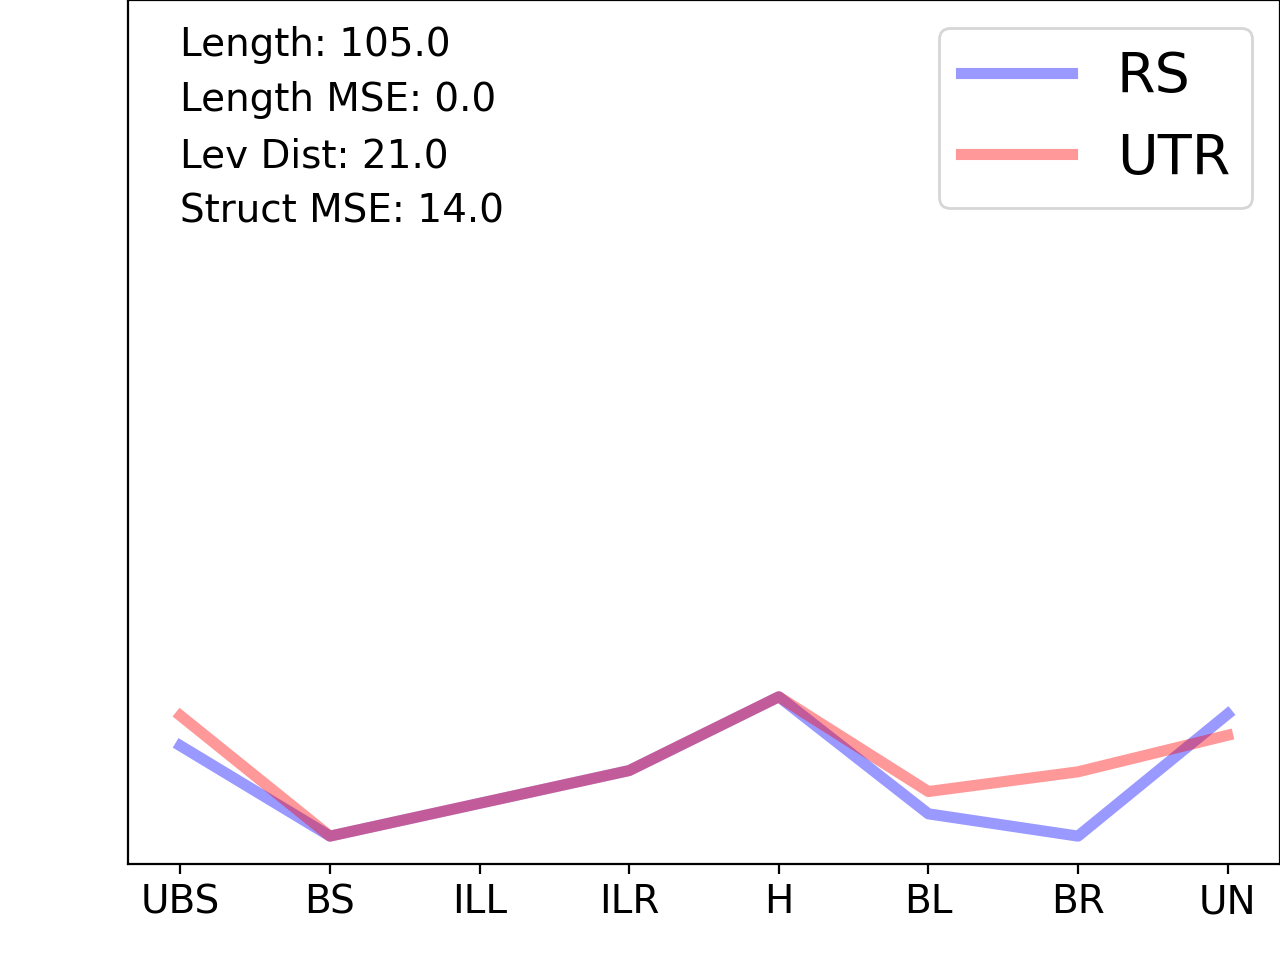 Length: 105.0
Length MSE: 0.0
Lev Dist: 21.0
Struct MSE: 14.0
RS
UTR
UBS BS ILL ILR H BL BR UN